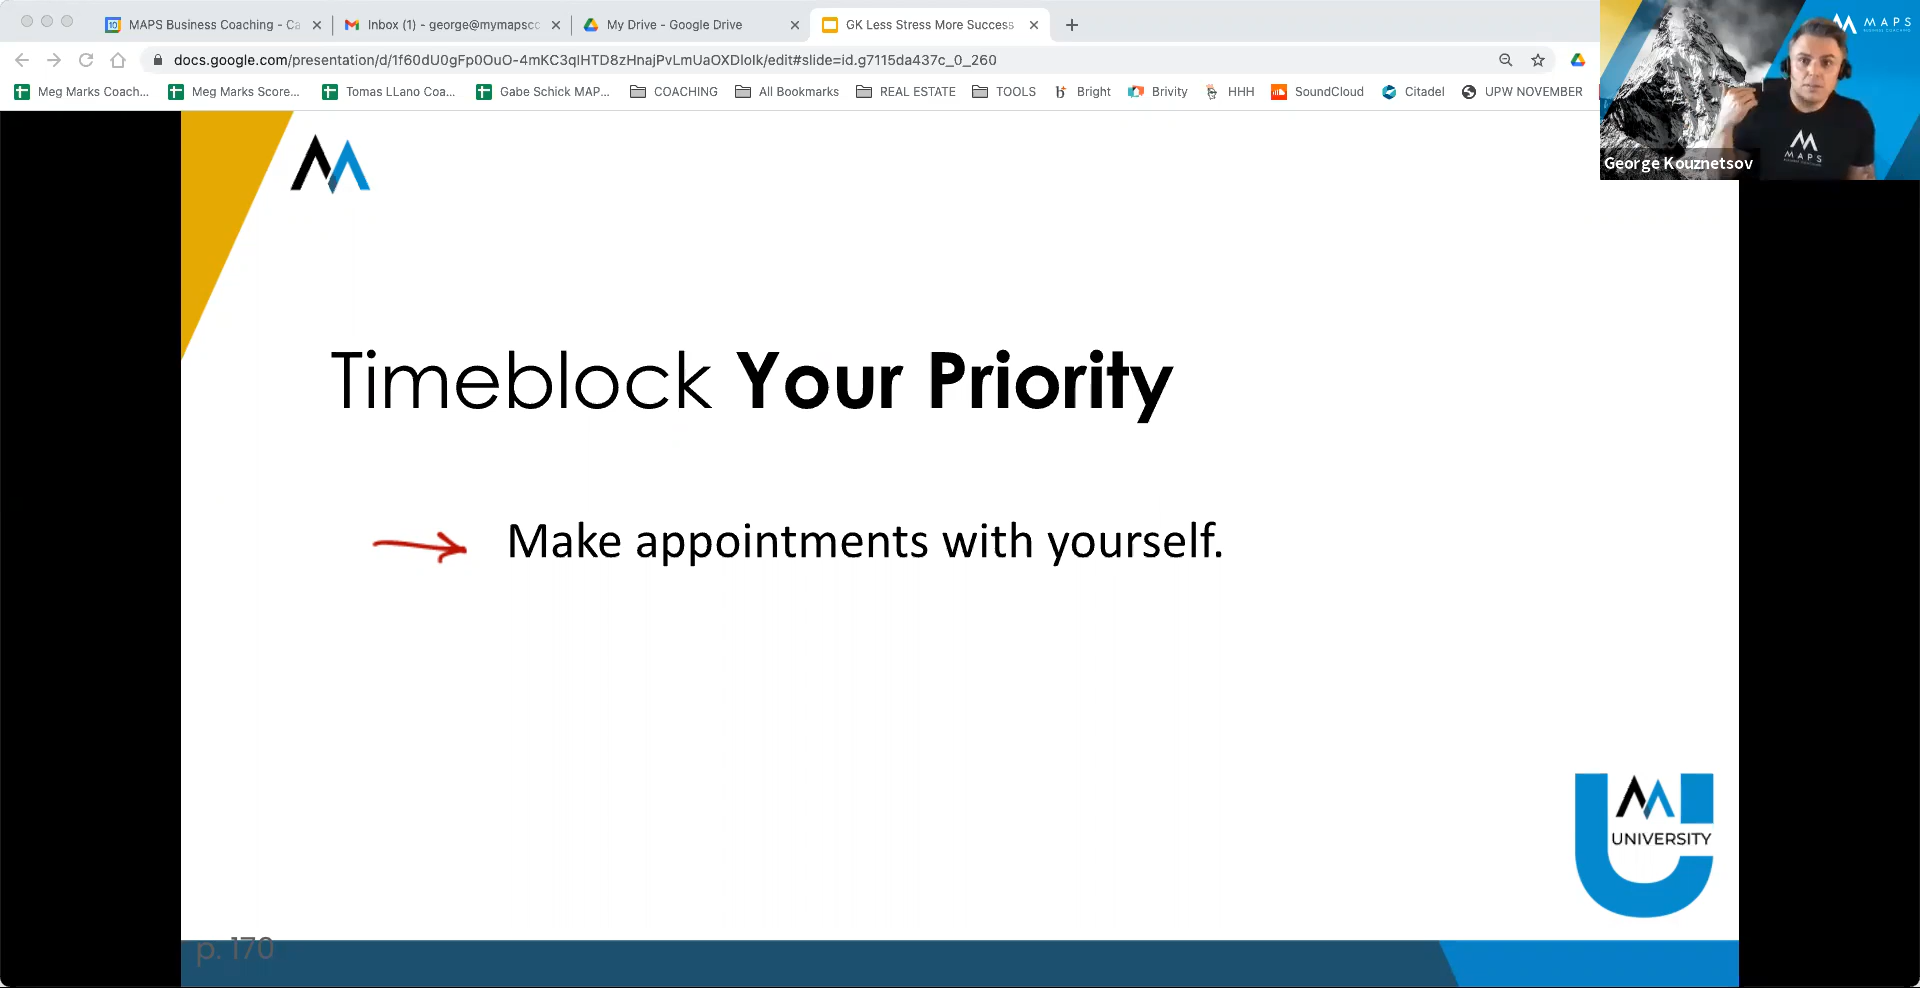 MAPS Business Coaching - Ca
Inbox (1) - george@mymapscc
My Drive - Google Drive
GK Less Stress More Success
docs.google.com/presentation/d/1f60dU0gFp0OuO-4mKC3qlHTD8zHnajPvLmUaOXDIoIk/edit#slide=id.g7115da437c_0_260
Meg Marks Coach...
Meg Marks Score...
Tomas LLano Coa...
Gabe Schick MAP...
COACHING
All Bookmarks
REAL ESTATE
TOOLS
Bright
Brivity
HHH
SoundCloud
Citadel
UPW NOVEMBER
MAPS
MAPS
George Kouznetsov
Timeblock Your Priority
Make appointments with yourself.
UNIVERSITY
p. 170